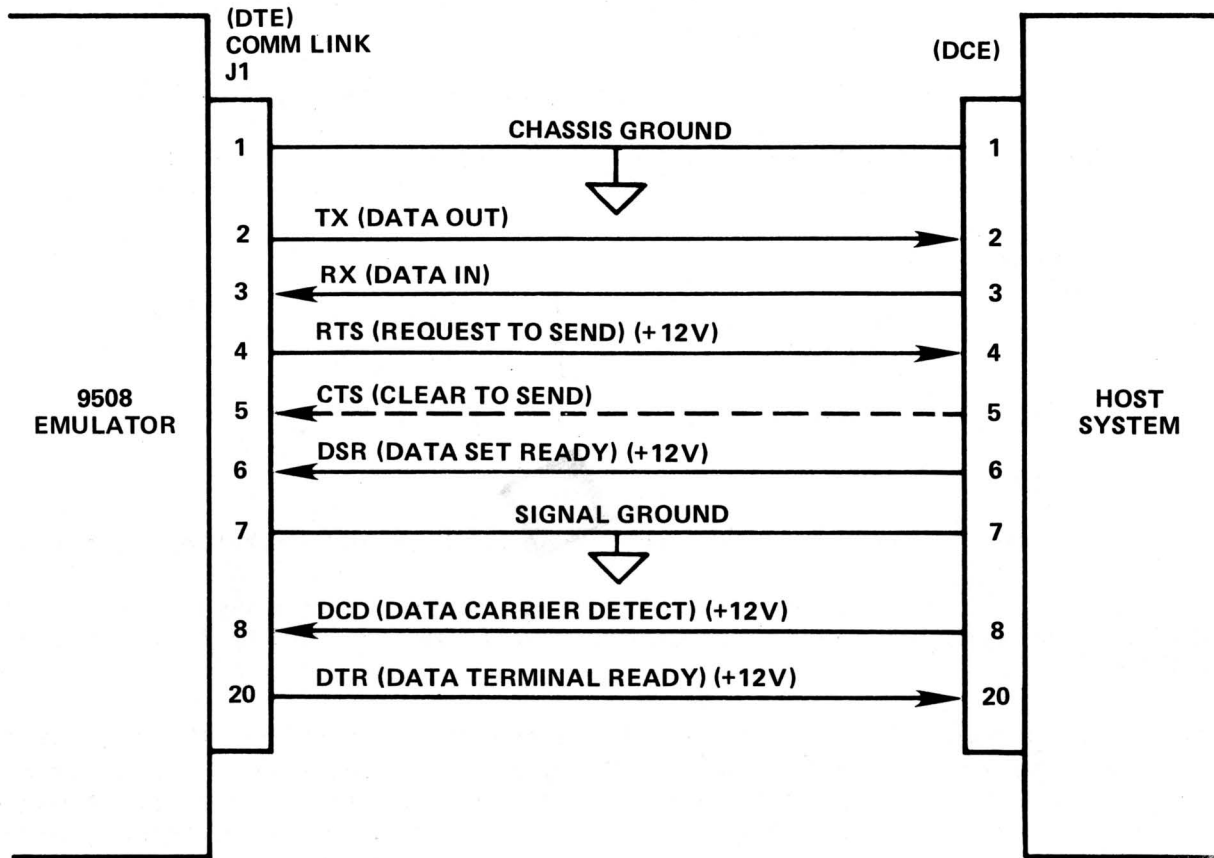 (DTE)
COMM LINK
J1
(DCE)
1 CHASSIS GROUND 1
2 TX (DATA OUT) 2
3 RX (DATA IN) 3
4 RTS (REQUEST TO SEND) (+12V) 4
9508
EMULATOR
5 CTS (CLEAR TO SEND) 5
HOST
SYSTEM
6 DSR (DATA SET READY) (+12V) 6
7 SIGNAL GROUND 7
8 DCD (DATA CARRIER DETECT) (+12V) 8
20 DTR (DATA TERMINAL READY) (+12V) 20